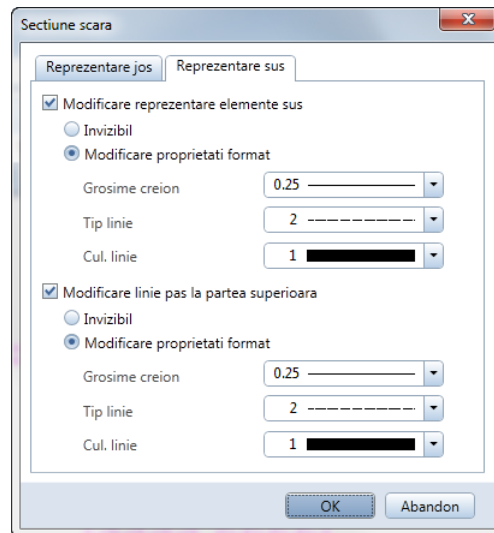 Sectiune scara
Reprezentare jos Reprezentare sus
Modificare reprezentare elemente sus
Invizibil
Modificare proprietati format
Grosime creion 0.25
Tip linie 2
Cul. linie 1
Modificare linie pas la partea superioara
Invizibil
Modificare proprietati format
Grosime creion 0.25
Tip linie 2
Cul. linie 1
OK Abandon